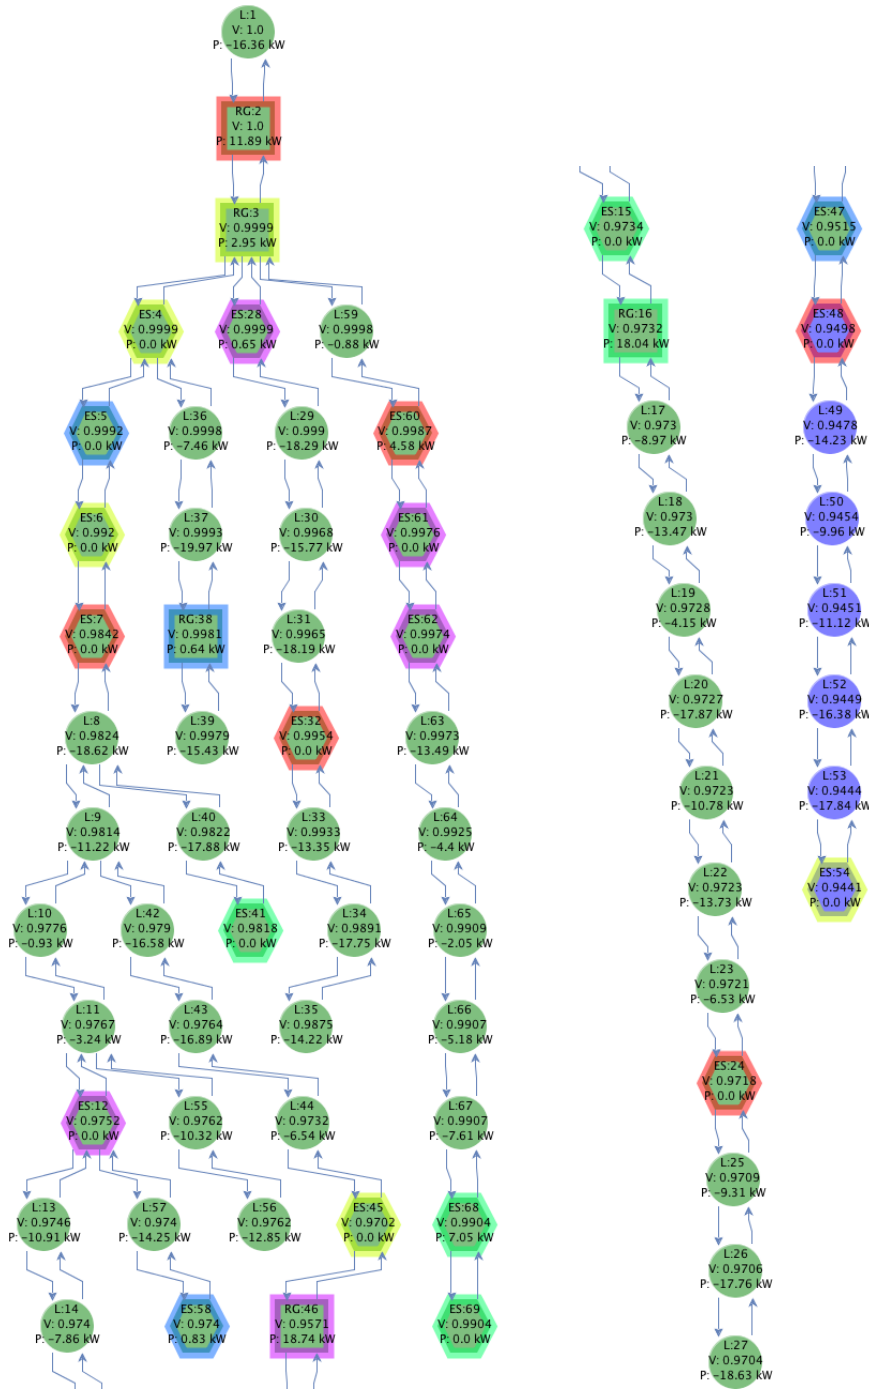 L:1
V: 1.0
P: −16.36 kW
RG:2
V: 1.0
P: 11.89 kW
RG:3
V: 0.9999
P: 2.95 kW
ES:4
V: 0.9999
P: 0.0 kW
ES:28
V: 0.9999
P: 0.65 kW
L:59
V: 0.9998
P: −0.88 kW
ES:5
V: 0.9992
P: 0.0 kW
L:36
V: 0.9998
P: −7.46 kW
L:29
V: 0.999
P: −18.29 kW
ES:60
V: 0.9987
P: 4.58 kW
ES:6
V: 0.992
P: 0.0 kW
L:37
V: 0.9993
P: −19.97 kW
L:30
V: 0.9968
P: −15.77 kW
ES:61
V: 0.9976
P: 0.0 kW
ES:7
V: 0.9842
P: 0.0 kW
RG:38
V: 0.9981
P: 0.64 kW
L:31
V: 0.9965
P: −18.19 kW
ES:62
V: 0.9974
P: 0.0 kW
L:8
V: 0.9824
P: −18.62 kW
L:39
V: 0.9979
P: −15.43 kW
ES:32
V: 0.9954
P: 0.0 kW
L:63
V: 0.9973
P: −13.49 kW
L:9
V: 0.9814
P: −11.22 kW
L:40
V: 0.9822
P: −17.88 kW
L:33
V: 0.9933
P: −13.35 kW
L:64
V: 0.9925
P: −4.4 kW
L:10
V: 0.9776
P: −0.93 kW
L:42
V: 0.979
P: −16.58 kW
ES:41
V: 0.9818
P: 0.0 kW
L:34
V: 0.9891
P: −17.75 kW
L:65
V: 0.9909
P: −2.05 kW
L:11
V: 0.9767
P: −3.24 kW
L:43
V: 0.9764
P: −16.89 kW
L:35
V: 0.9875
P: −14.22 kW
L:66
V: 0.9907
P: −5.18 kW
ES:12
V: 0.9752
P: 0.0 kW
L:55
V: 0.9762
P: −10.32 kW
L:44
V: 0.9732
P: −6.54 kW
L:67
V: 0.9907
P: −7.61 kW
L:13
V: 0.9746
P: −10.91 kW
L:57
V: 0.974
P: −14.25 kW
L:56
V: 0.9762
P: −12.85 kW
ES:45
V: 0.9702
P: 0.0 kW
ES:68
V: 0.9904
P: 7.05 kW
L:14
V: 0.974
P: −7.86 kW
ES:58
V: 0.974
P: 0.83 kW
RG:46
V: 0.9571
P: 18.74 kW
ES:69
V: 0.9904
P: 0.0 kW
ES:15
V: 0.9734
P: 0.0 kW
RG:16
V: 0.9732
P: 18.04 kW
L:17
V: 0.973
P: −8.97 kW
L:18
V: 0.973
P: −13.47 kW
L:19
V: 0.9728
P: −4.15 kW
L:20
V: 0.9727
P: −17.87 kW
L:21
V: 0.9723
P: −10.78 kW
L:22
V: 0.9723
P: −13.73 kW
L:23
V: 0.9721
P: −6.53 kW
ES:24
V: 0.9718
P: 0.0 kW
L:25
V: 0.9709
P: −9.31 kW
L:26
V: 0.9706
P: −17.76 kW
L:27
V: 0.9704
P: −18.63 kW
ES:47
V: 0.9515
P: 0.0 kW
ES:48
V: 0.9498
P: 0.0 kW
L:49
V: 0.9478
P: −14.23 kW
L:50
V: 0.9454
P: −9.96 kW
L:51
V: 0.9451
P: −11.12 kW
L:52
V: 0.9449
P: −16.38 kW
L:53
V: 0.9444
P: −17.84 kW
ES:54
V: 0.9441
P: 0.0 kW